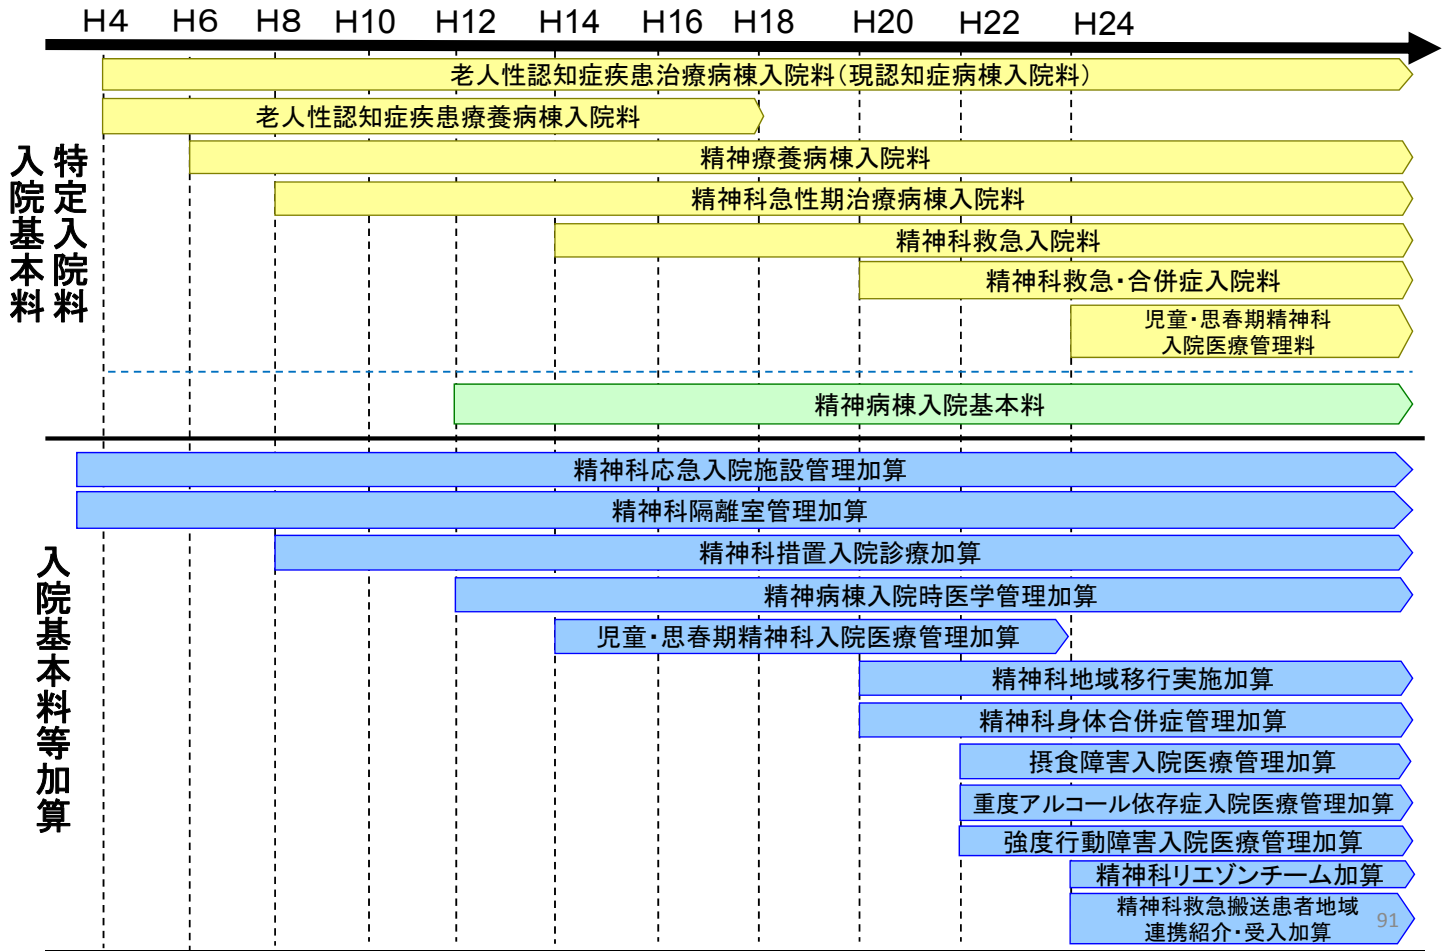 H4 H6 H8 H10 H12 H14 H16 H18 H20 H22 H24
特定入院料
入院基本料
老人性認知症疾患治療病棟入院料(現認知症病棟入院料)
老人性認知症疾患療養病棟入院料
精神療養病棟入院料
精神科急性期治療病棟入院料
精神科救急入院料
精神科救急・合併症入院料
児童・思春期精神科
入院医療管理料
精神病棟入院基本料
入院基本料等加算
精神科応急入院施設管理加算
精神科隔離室管理加算
精神科措置入院診療加算
精神病棟入院時医学管理加算
児童・思春期精神科入院医療管理加算
精神科地域移行実施加算
精神科身体合併症管理加算
摂食障害入院医療管理加算
重度アルコール依存症入院医療管理加算
強度行動障害入院医療管理加算
精神科リエゾンチーム加算
精神科救急搬送患者地域
連携紹介・受入加算
91